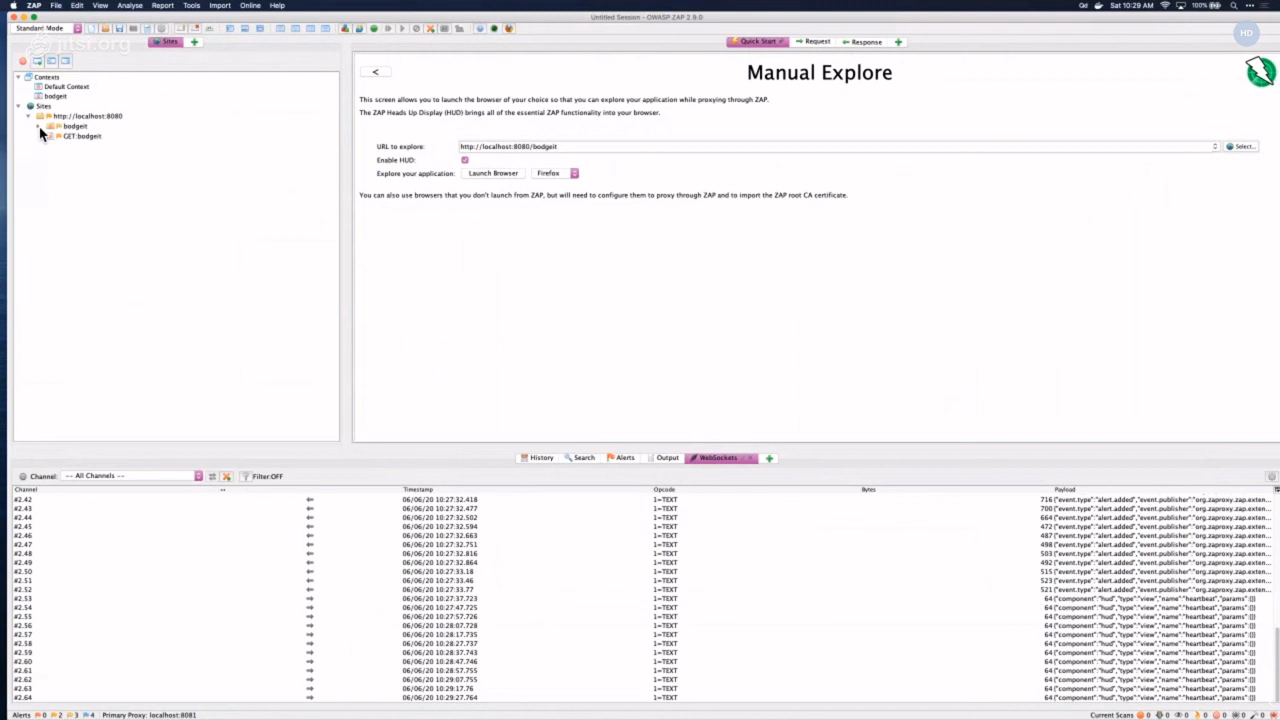 ZAP File Edit View Analyse Report Tools Import Online Help
Sat 10:29 AM
100%
Untitled Session - OWASP ZAP 2.9.0
Standard Mode
HD
Sites
Quick Start
Request
Response
Contexts
Default Context
bodgeit
Sites
http://localhost:8080
bodgeit
GET:bodgeit
<
Manual Explore
This screen allows you to launch the browser of your choice so that you can explore your application while proxying through ZAP.
The ZAP Heads Up Display (HUD) brings all of the essential ZAP functionality into your browser.
URL to explore: http://localhost:8080/bodgeit Select...
Enable HUD:
Explore your application: Launch Browser Firefox
You can also use browsers that you don't launch from ZAP, but will need to configure them to proxy through ZAP and to import the ZAP root CA certificate.
History Search Alerts Output WebSockets
Channel: -- All Channels -- Filter:OFF
Channel Timestamp Opcode Bytes Payload
#2.42 06/06/20 10:27:32.418 1=TEXT 716 {"event.type":"alert.added","event.publisher":"org.zaproxy.zap.exten...
#2.43 06/06/20 10:27:32.477 1=TEXT 700 {"event.type":"alert.added","event.publisher":"org.zaproxy.zap.exten...
#2.44 06/06/20 10:27:32.502 1=TEXT 664 {"event.type":"alert.added","event.publisher":"org.zaproxy.zap.exten...
#2.45 06/06/20 10:27:32.594 1=TEXT 472 {"event.type":"alert.added","event.publisher":"org.zaproxy.zap.exten...
#2.46 06/06/20 10:27:32.663 1=TEXT 487 {"event.type":"alert.added","event.publisher":"org.zaproxy.zap.exten...
#2.47 06/06/20 10:27:32.751 1=TEXT 498 {"event.type":"alert.added","event.publisher":"org.zaproxy.zap.exten...
#2.48 06/06/20 10:27:32.816 1=TEXT 503 {"event.type":"alert.added","event.publisher":"org.zaproxy.zap.exten...
#2.49 06/06/20 10:27:32.864 1=TEXT 492 {"event.type":"alert.added","event.publisher":"org.zaproxy.zap.exten...
#2.50 06/06/20 10:27:33.18 1=TEXT 515 {"event.type":"alert.added","event.publisher":"org.zaproxy.zap.exten...
#2.51 06/06/20 10:27:33.46 1=TEXT 523 {"event.type":"alert.added","event.publisher":"org.zaproxy.zap.exten...
#2.52 06/06/20 10:27:33.77 1=TEXT 521 {"event.type":"alert.added","event.publisher":"org.zaproxy.zap.exten...
#2.53 06/06/20 10:27:37.723 1=TEXT 64 {"component":"hud","type":"view","name":"heartbeat","params":{}}
#2.54 06/06/20 10:27:47.725 1=TEXT 64 {"component":"hud","type":"view","name":"heartbeat","params":{}}
#2.55 06/06/20 10:27:57.726 1=TEXT 64 {"component":"hud","type":"view","name":"heartbeat","params":{}}
#2.56 06/06/20 10:28:07.728 1=TEXT 64 {"component":"hud","type":"view","name":"heartbeat","params":{}}
#2.57 06/06/20 10:28:17.735 1=TEXT 64 {"component":"hud","type":"view","name":"heartbeat","params":{}}
#2.58 06/06/20 10:28:27.737 1=TEXT 64 {"component":"hud","type":"view","name":"heartbeat","params":{}}
#2.59 06/06/20 10:28:37.743 1=TEXT 64 {"component":"hud","type":"view","name":"heartbeat","params":{}}
#2.60 06/06/20 10:28:47.746 1=TEXT 64 {"component":"hud","type":"view","name":"heartbeat","params":{}}
#2.61 06/06/20 10:28:57.755 1=TEXT 64 {"component":"hud","type":"view","name":"heartbeat","params":{}}
#2.62 06/06/20 10:29:07.755 1=TEXT 64 {"component":"hud","type":"view","name":"heartbeat","params":{}}
#2.63 06/06/20 10:29:17.76 1=TEXT 64 {"component":"hud","type":"view","name":"heartbeat","params":{}}
#2.64 06/06/20 10:29:27.764 1=TEXT 64 {"component":"hud","type":"view","name":"heartbeat","params":{}}
Alerts 0 2 3 4 Primary Proxy: localhost:8081 Current Scans 0 0 0 0 0 0 0